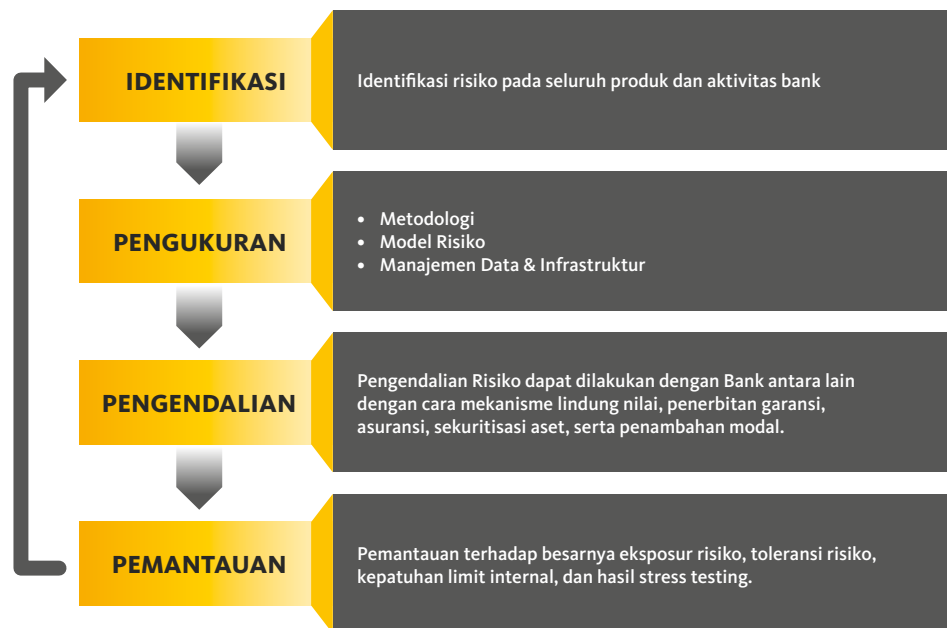 IDENTIFIKASI
Identifikasi risiko pada seluruh produk dan aktivitas bank
PENGUKURAN
• Metodologi
• Model Risiko
• Manajemen Data & Infrastruktur
PENGENDALIAN
Pengendalian Risiko dapat dilakukan dengan Bank antara lain
dengan cara mekanisme lindung nilai, penerbitan garansi,
asuransi, sekuritisasi aset, serta penambahan modal.
PEMANTAUAN
Pemantauan terhadap besarnya eksposur risiko, toleransi risiko,
kepatuhan limit internal, dan hasil stress testing.